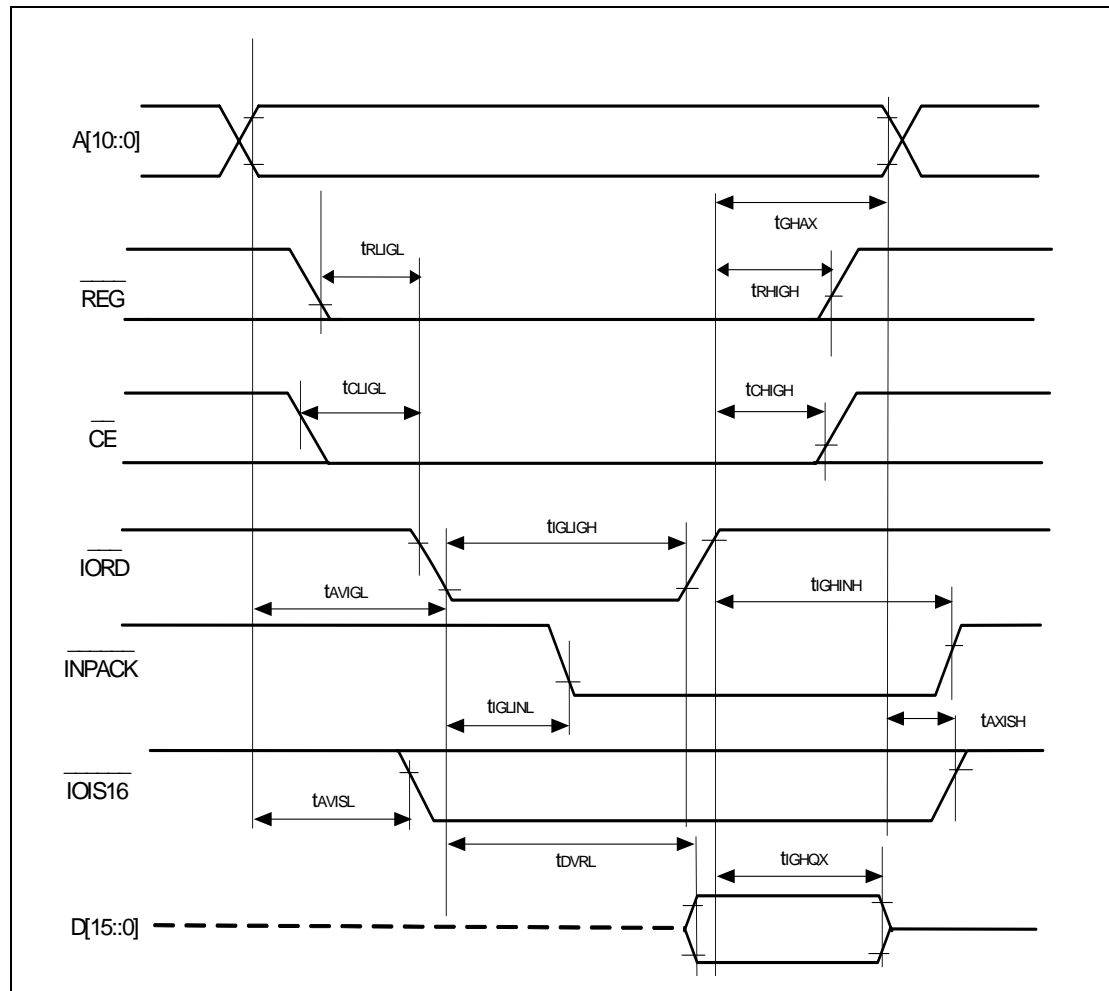 A[10::0]
tGHAX
tRLIGL
REG
tRHIGH
tCLIGL
tCHIGH
CE
tIGLIGH
IORD
tAVIGL
tIGHINH
INPACK
tIGLINL
tAXISH
IOIS16
tAVISL
tDVRL
tIGHQX
D[15::0]